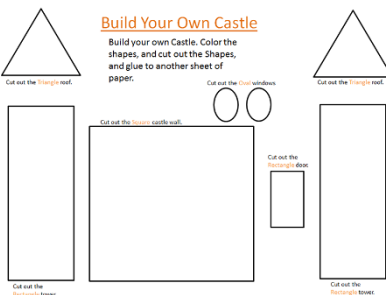 Build Your Own Castle
Build your own Castle. Color the
shapes, and cut out the Shapes,
and glue to another sheet of
paper.
Cut out the Triangle roof.
Cut out the Oval windows
Cut out the Triangle roof.
Cut out the Square castle wall.
Cut out the
Rectangle door.
Cut out the
Rectangle tower.
Cut out the
Rectangle tower.